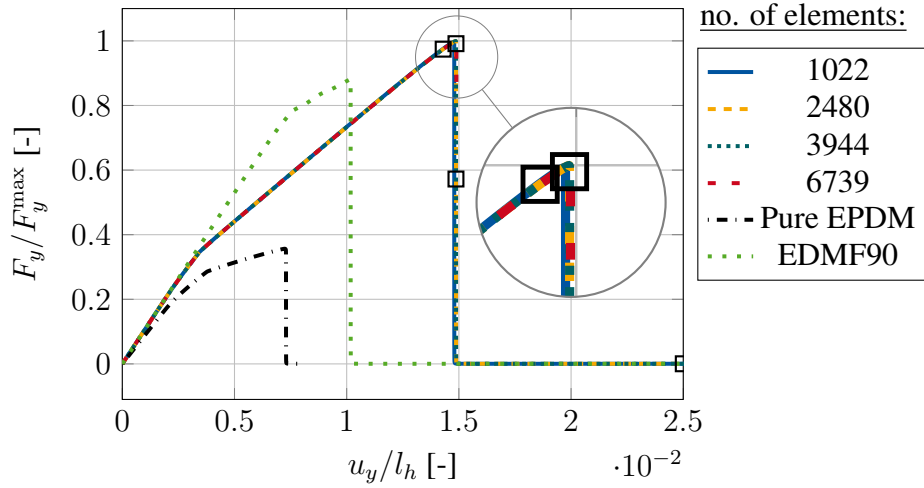 no. of elements:
1022
2480
3944
6739
Pure EPDM
EDMF90
F_y/F_y^max [-]
1
0.8
0.6
0.4
0.2
0
0 0.5 1 1.5 2 2.5
u_y/l_h [-]
·10^−2